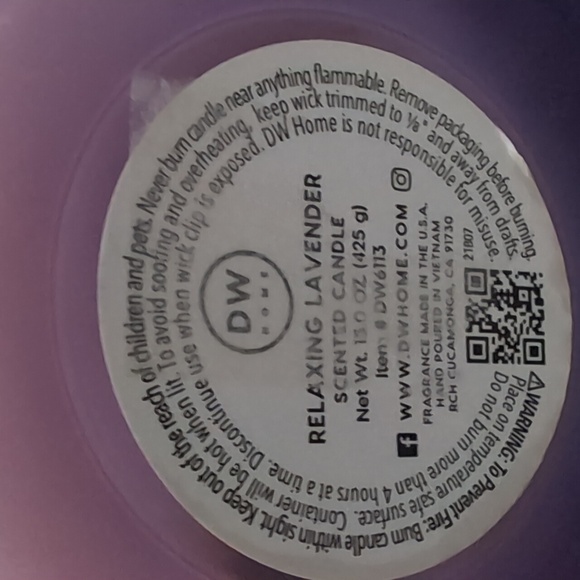 DW
HOME
RELAXING LAVENDER
SCENTED CANDLE
Net Wt. 15.0 OZ (425 g)
Item # DW6113
WWW.DWHOME.COM
FRAGRANCE MADE IN THE U.S.A.
HAND POURED IN VIETNAM
RCH CUCAMONGA, CA 91730
21807
⚠WARNING: To Prevent Fire: Burn candle within sight. Keep out of the reach of children and pets. Never burn candle near anything flammable. Remove packaging before burning.
Place on temperature safe surface. Container will be hot when lit. To avoid sooting and overheating, keep wick trimmed to 1/8" and away from drafts.
Do not burn more than 4 hours at a time. Discontinue use when wick clip is exposed. DW Home is not responsible for misuse.